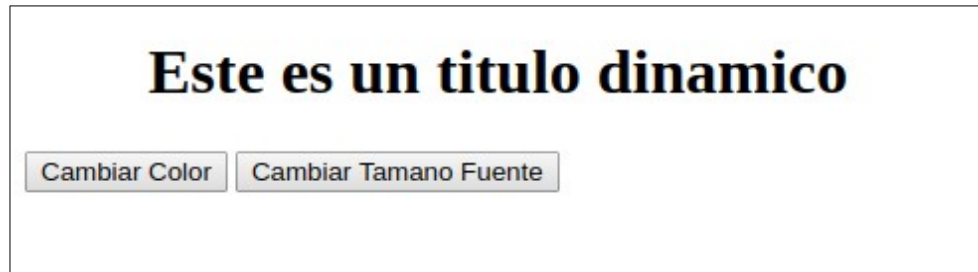 Este es un titulo dinamico
Cambiar Color Cambiar Tamano Fuente